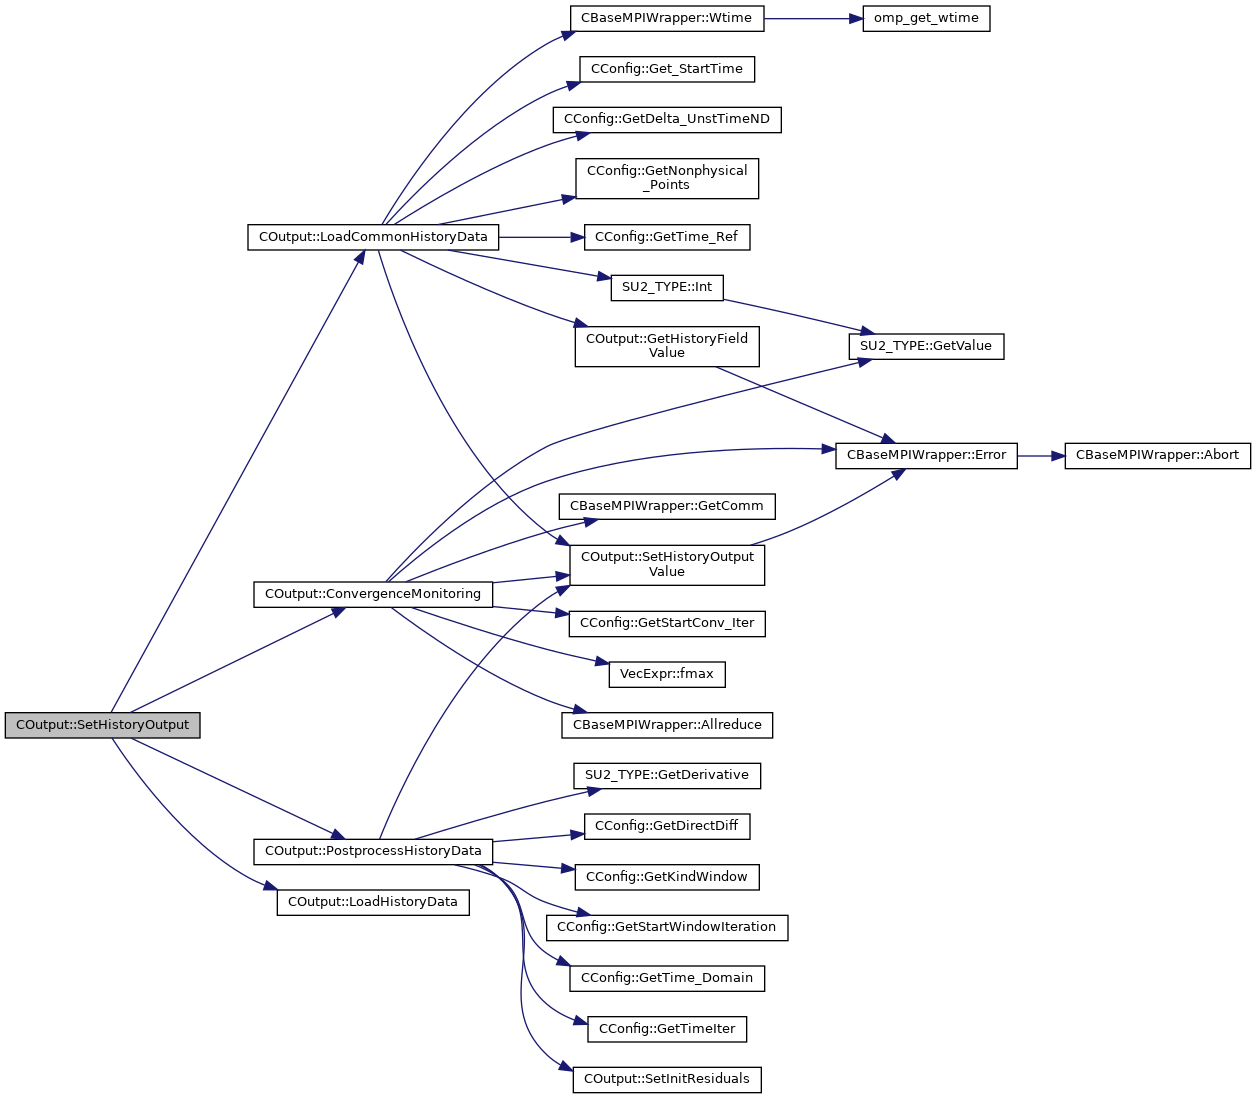 CBaseMPIWrapper::Wtime
omp_get_wtime
CConfig::Get_StartTime
CConfig::GetDelta_UnstTimeND
CConfig::GetNonphysical
_Points
COutput::LoadCommonHistoryData
CConfig::GetTime_Ref
SU2_TYPE::Int
COutput::GetHistoryField
Value
SU2_TYPE::GetValue
CBaseMPIWrapper::Error
CBaseMPIWrapper::Abort
CBaseMPIWrapper::GetComm
COutput::SetHistoryOutput
Value
COutput::ConvergenceMonitoring
CConfig::GetStartConv_Iter
VecExpr::fmax
COutput::SetHistoryOutput
CBaseMPIWrapper::Allreduce
SU2_TYPE::GetDerivative
CConfig::GetDirectDiff
COutput::PostprocessHistoryData
CConfig::GetKindWindow
COutput::LoadHistoryData
CConfig::GetStartWindowIteration
CConfig::GetTime_Domain
CConfig::GetTimeIter
COutput::SetInitResiduals